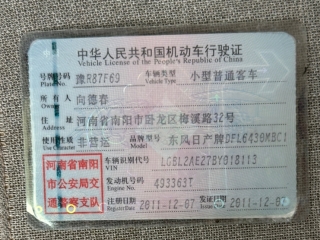 中华人民共和国机动车行驶证
Vehicle License of the People's Republic of China
号牌号码 豫R87F69 车辆类型 小型普通客车
Plate No. Vehicle Type
所有人 向德春
Owner
住址 河南省南阳市卧龙区梅溪路32号
Address
使用性质 非营运 品牌型号 东风日产牌DFL6430MBC1
Use Character Model
河南省南阳
市公安局交
通警察支队
车辆识别代号 LGBL2AE27BY018113
VIN
发动机号码 493363T
Engine No.
注册日期 2011-12-07 发证日期 2011-12-
Register Date Issue Date